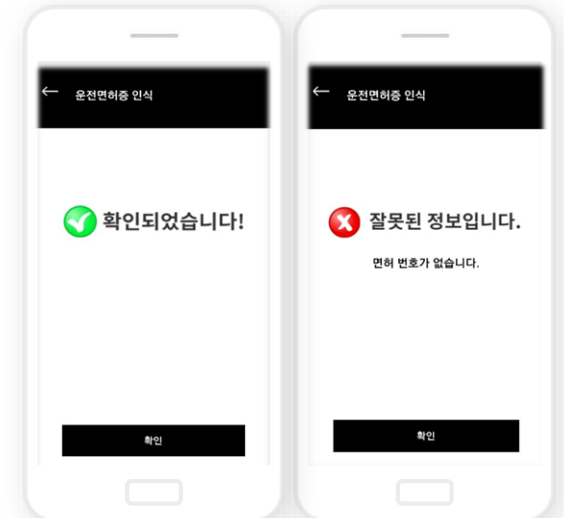 운전면허증 인식
확인되었습니다!
확인
운전면허증 인식
잘못된 정보입니다.
면허 번호가 없습니다.
확인